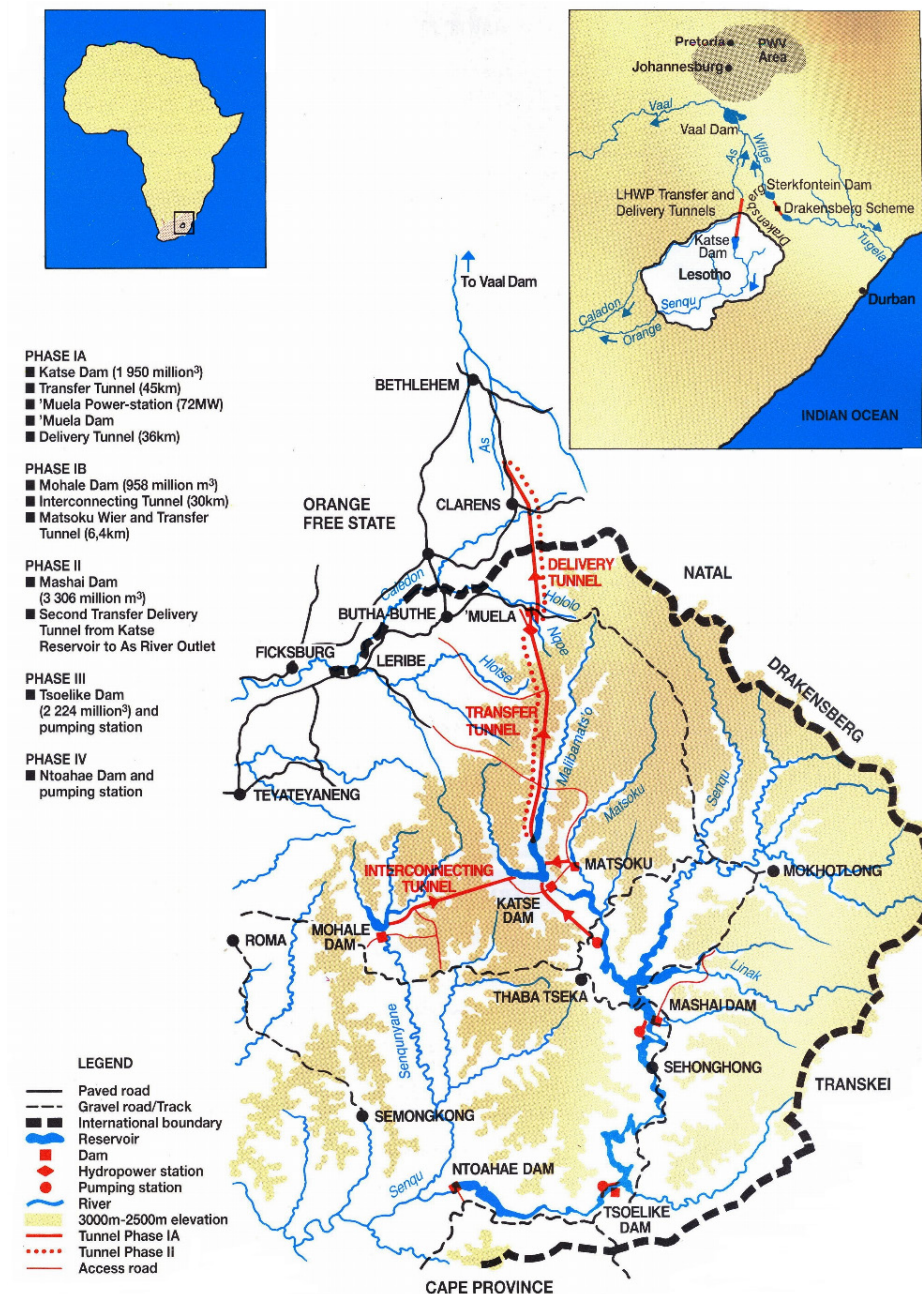 Pretoria
PWV
Area
Johannesburg
Vaal
Vaal Dam
As
Wilge
Sterkfontein Dam
LHWP Transfer and
Delivery Tunnels
Drakensberg
Drakensberg Scheme
Tugela
Katse
Dam
Lesotho
Senqu
Durban
Caladon
Orange
INDIAN OCEAN
To Vaal Dam
PHASE IA
Katse Dam (1 950 million³)
Transfer Tunnel (45km)
'Muela Power-station (72MW)
'Muela Dam
Delivery Tunnel (36km)
PHASE IB
Mohale Dam (958 million m³)
Interconnecting Tunnel (30km)
Matsoku Wier and Transfer
Tunnel (6,4km)
PHASE II
Mashai Dam
(3 306 million m³)
Second Transfer Delivery
Tunnel from Katse
Reservoir to As River Outlet
PHASE III
Tsoelike Dam
(2 224 million³) and
pumping station
PHASE IV
Ntoahae Dam and
pumping station
BETHLEHEM
As
ORANGE
FREE STATE
CLARENS
DELIVERY
TUNNEL
NATAL
Caledon
Hololo
BUTHA-BUTHE
'MUELA
Nqoe
FICKSBURG
LERIBE
Hlotse
DRAKENSBERG
TRANSFER
TUNNEL
Malibamats'o
TEYATEYANENG
Matsoku
Senqu
MATSOKU
MOKHOTLONG
INTERCONNECTING
TUNNEL
KATSE
DAM
ROMA
MOHALE
DAM
Linak
THABA TSEKA
MASHAI DAM
Senqunyane
SEHONGHONG
TRANSKEI
SEMONGKONG
NTOAHAE DAM
Senqu
TSOELIKE
DAM
CAPE PROVINCE
LEGEND
Paved road
Gravel road/Track
International boundary
Reservoir
Dam
Hydropower station
Pumping station
River
3000m-2500m elevation
Tunnel Phase IA
Tunnel Phase II
Access road